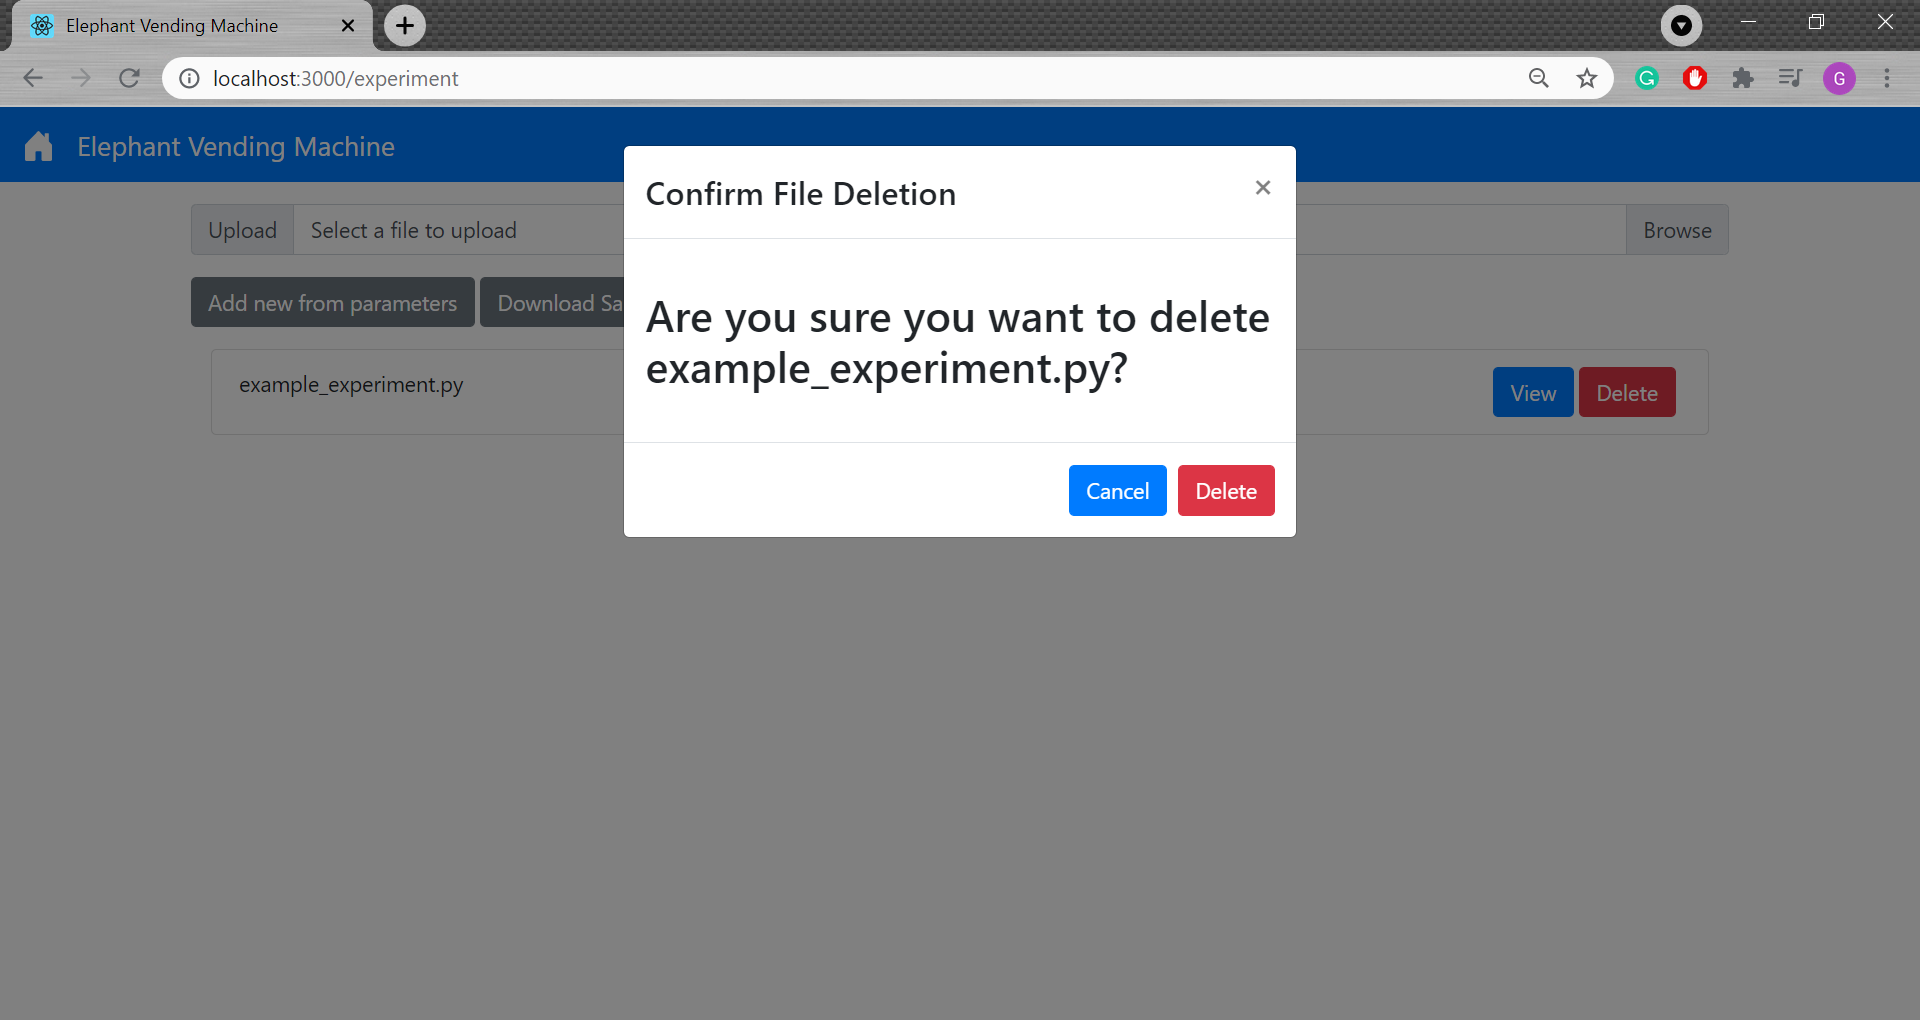 Elephant Vending Machine
localhost:3000/experiment
G
G
Elephant Vending Machine
Confirm File Deletion ×
Upload Select a file to upload Browse
Add new from parameters Download Sa
Are you sure you want to delete
example_experiment.py?
example_experiment.py View Delete
Cancel Delete